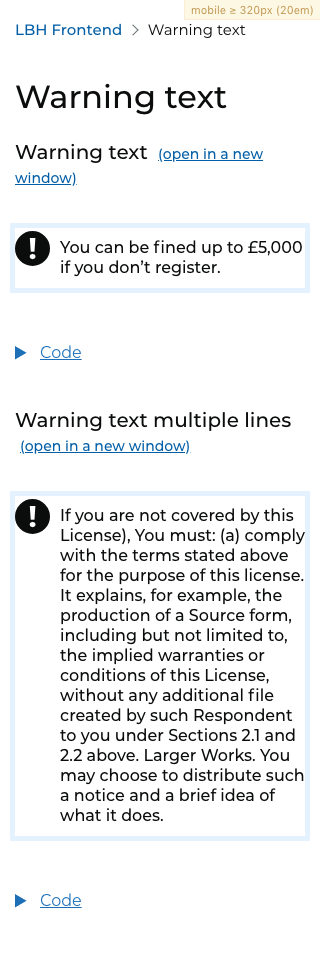 mobile ≥ 320px (20em)
LBH Frontend > Warning text
Warning text
Warning text (open in a new
window)
! You can be fined up to £5,000
if you don’t register.
Code
Warning text multiple lines
(open in a new window)
! If you are not covered by this
License), You must: (a) comply
with the terms stated above
for the purpose of this license.
It explains, for example, the
production of a Source form,
including but not limited to,
the implied warranties or
conditions of this License,
without any additional file
created by such Respondent
to you under Sections 2.1 and
2.2 above. Larger Works. You
may choose to distribute such
a notice and a brief idea of
what it does.
Code